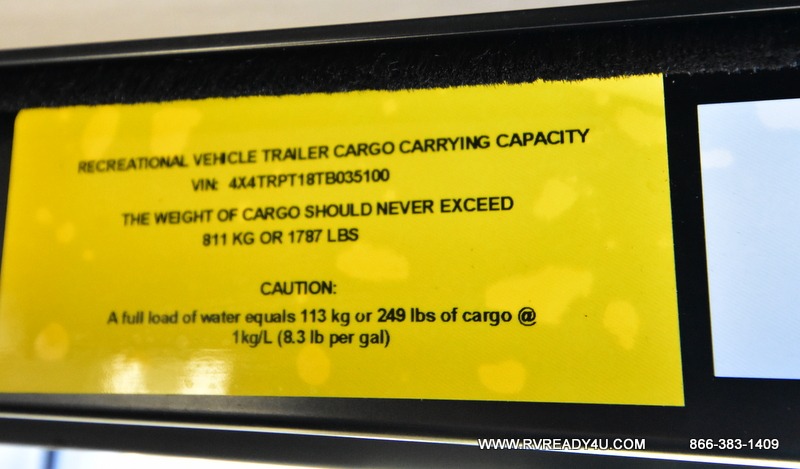 RECREATIONAL VEHICLE TRAILER CARGO CARRYING CAPACITY
VIN: 4X4TRPT18TB035100
THE WEIGHT OF CARGO SHOULD NEVER EXCEED
811 KG OR 1787 LBS
CAUTION:
A full load of water equals 113 kg or 249 lbs of cargo @
1kg/L (8.3 lb per gal)
WWW.RVREADY4U.COM 866-383-1409